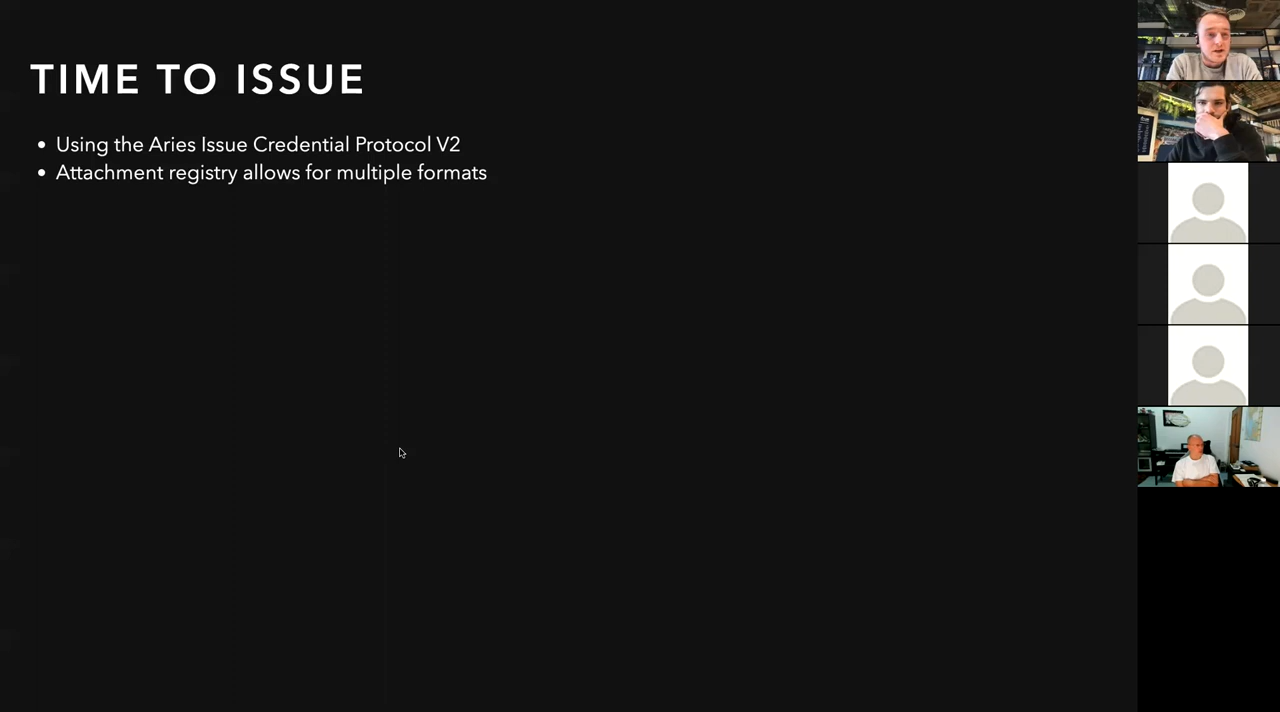 TIME TO ISSUE
• Using the Aries Issue Credential Protocol V2
• Attachment registry allows for multiple formats